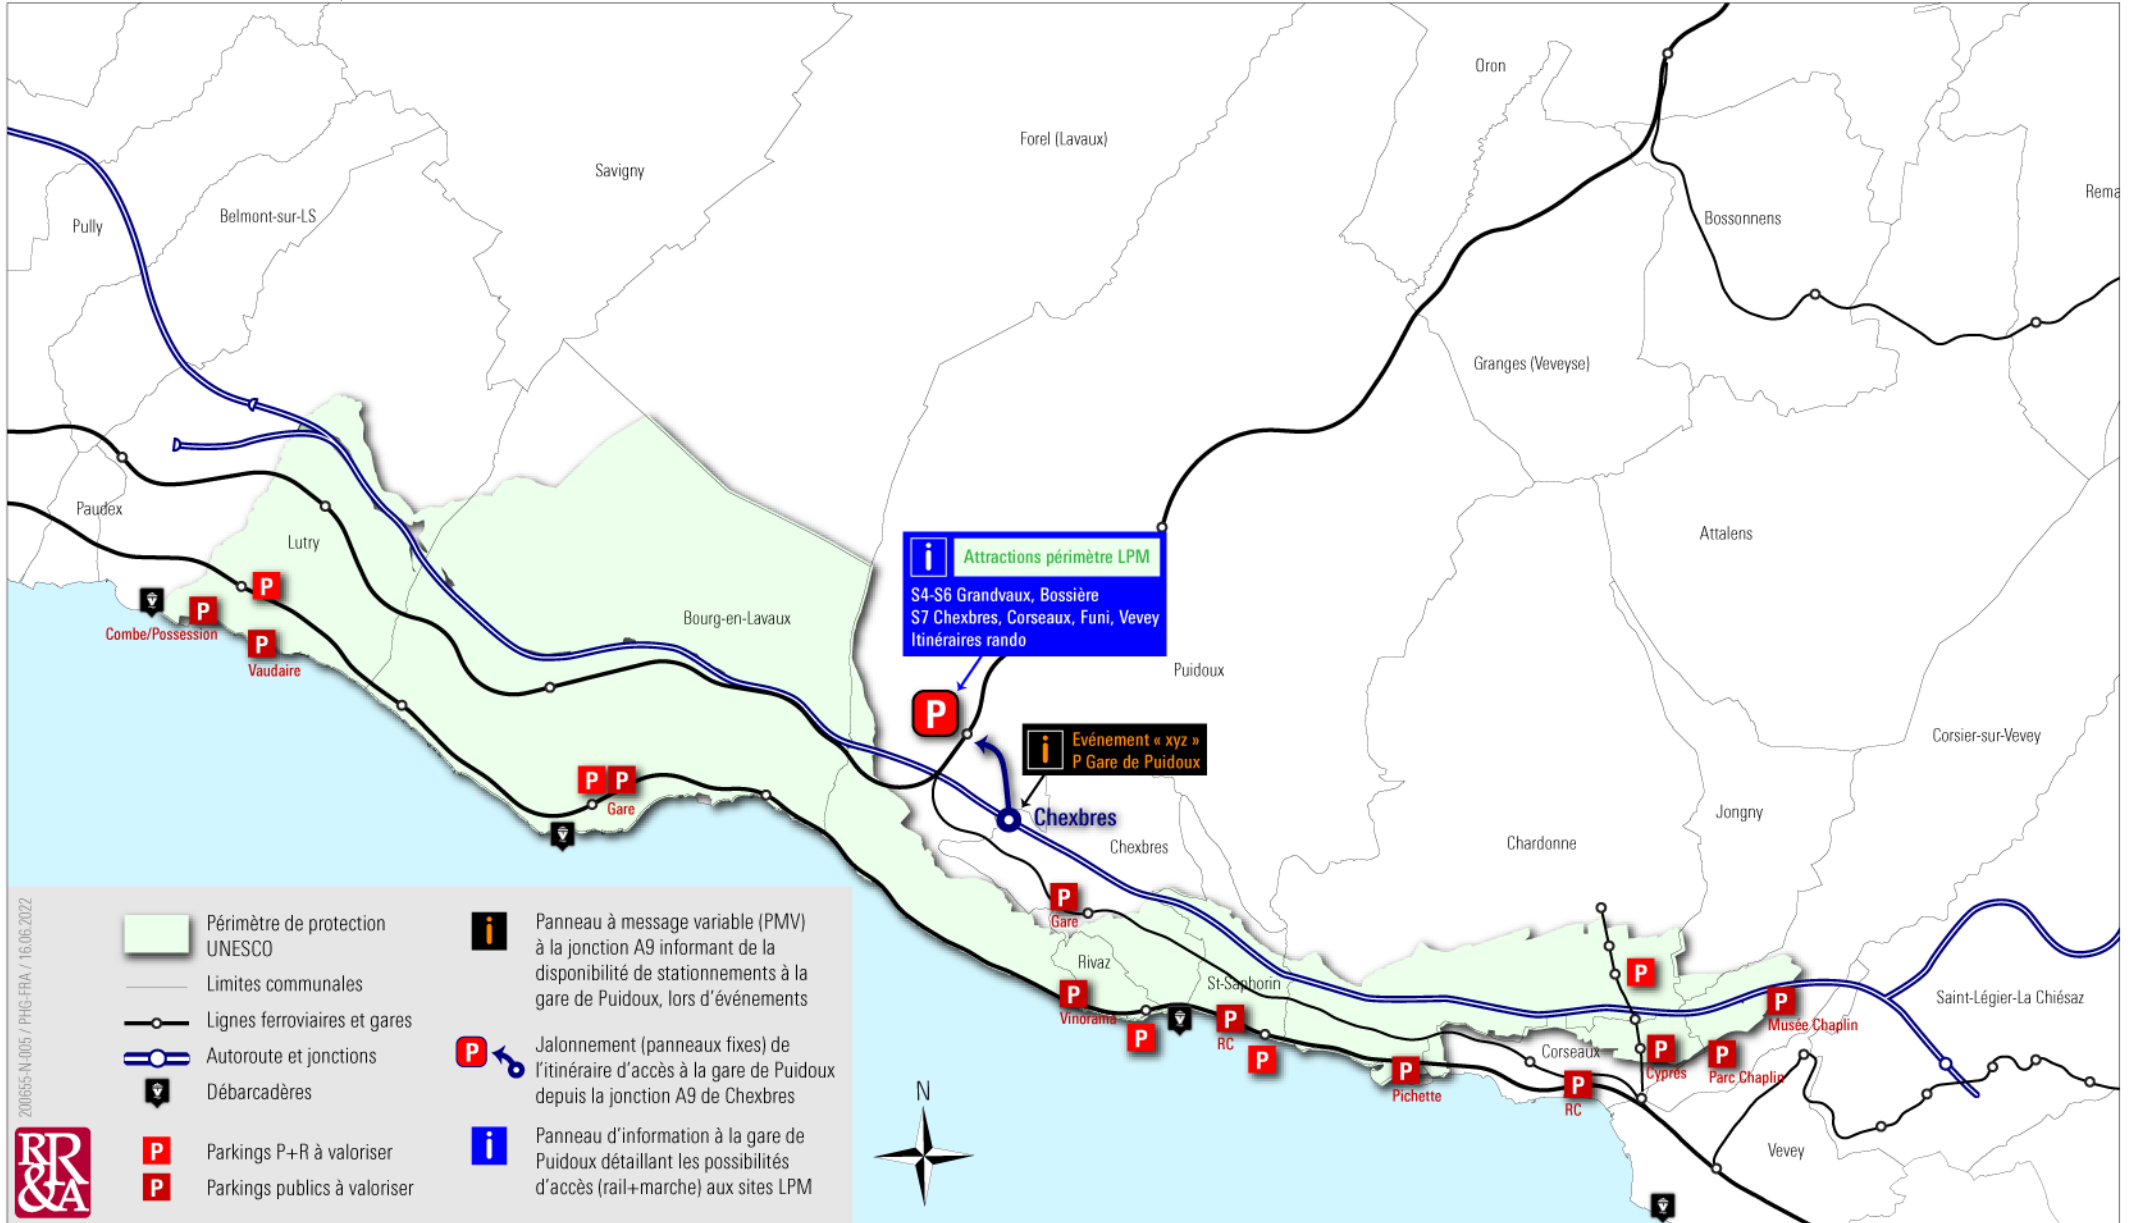 Oron
Forel (Lavaux)
Savigny
Rema
Belmont-sur-LS
Pully
Bossonnens
Granges (Veveyse)
Paudex
Lutry
Attalens
Attractions périmètre LPM
S4-S6 Grandvaux, Bossière
S7 Chexbres, Corseaux, Funi, Vevey
Itinéraires rando
Bourg-en-Lavaux
Combe/Possession
Vaudaire
Puidoux
Evénement « xyz »
P Gare de Puidoux
Corsier-sur-Vevey
Gare
Chexbres
Chexbres
Jongny
Chardonne
Gare
Rivaz
St-Saphorin
Vinorama
RC
Saint-Légier-La Chiésaz
Musée Chaplin
Corseaux
Cyprés
Parc Chaplin
Pichette
RC
Vevey
N
Périmètre de protection
UNESCO
Limites communales
Lignes ferroviaires et gares
Autoroute et jonctions
Débarcadères
P Parkings P+R à valoriser
P Parkings publics à valoriser
i Panneau à message variable (PMV)
à la jonction A9 informant de la
disponibilité de stationnements à la
gare de Puidoux, lors d'événements
P Jalonnement (panneaux fixes) de
l'itinéraire d'accès à la gare de Puidoux
depuis la jonction A9 de Chexbres
i Panneau d'information à la gare de
Puidoux détaillant les possibilités
d'accès (rail+marche) aux sites LPM
200655-N-005 / PHG-FRA / 16.06.2022
RR&A